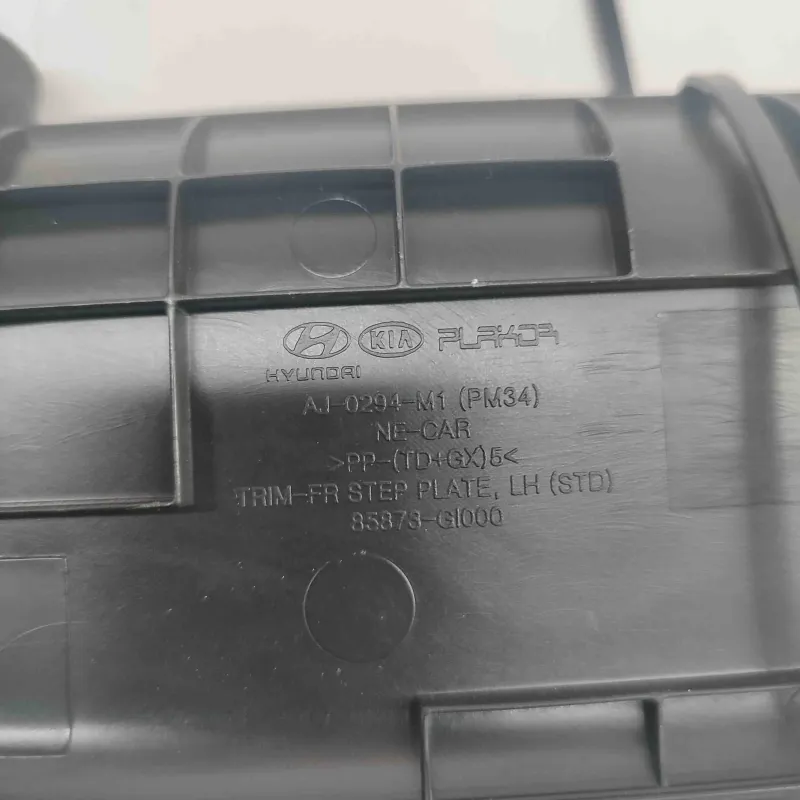 KIA PLAKOR
HYUNDAI
AJ-0294-M1 (PM34)
NE-CAR
>PP-(TD+GX)5<
TRIM-FR STEP PLATE, LH (STD)
85873-GI000